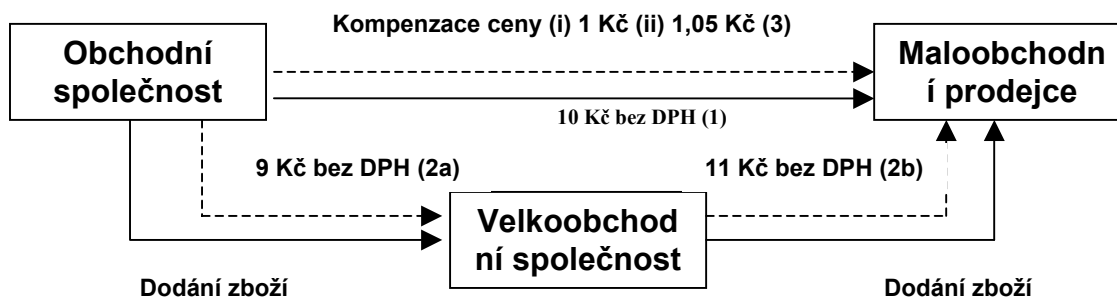 Kompenzace ceny (i) 1 Kč (ii) 1,05 Kč (3)
Obchodní
společnost
Maloobchodn
í prodejce
10 Kč bez DPH (1)
9 Kč bez DPH (2a)
11 Kč bez DPH (2b)
Velkoobchod
ní společnost
Dodání zboží
Dodání zboží